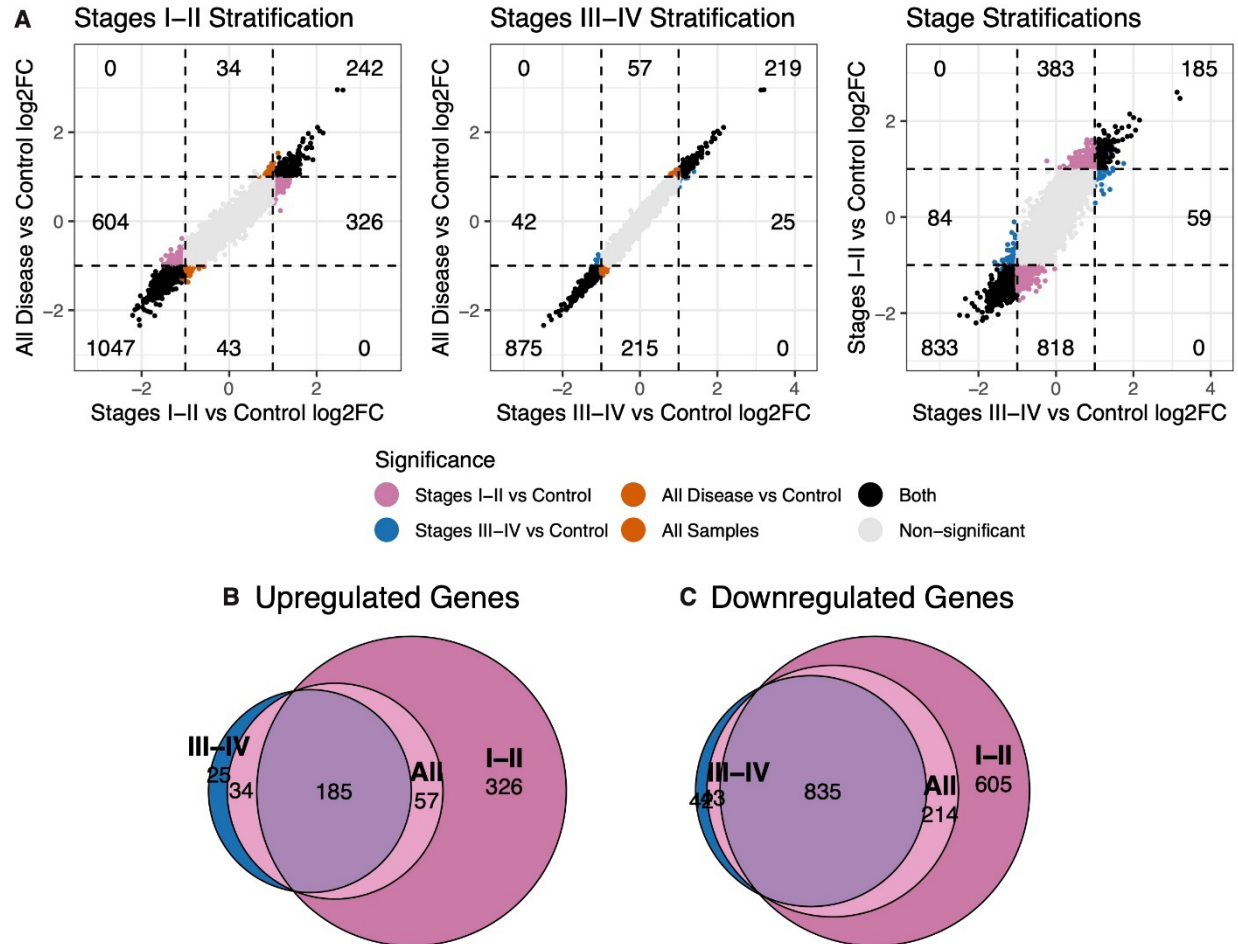 A Stages I–II Stratification Stages III–IV Stratification Stage Stratifications
0 34 242 0 57 219 0 383 185
2 2 2
604 0 326 42 0 25 84 0 59
−2 −2 −2
1047 43 0 875 215 0 833 818 0
All Disease vs Control log2FC
All Disease vs Control log2FC
Stages I–II vs Control log2FC
−2 0 2 −2 0 2 4 −2 0 2 4
Stages I–II vs Control log2FC Stages III–IV vs Control log2FC Stages III–IV vs Control log2FC
Significance
Stages I–II vs Control All Disease vs Control Both
Stages III–IV vs Control All Samples Non−significant
B Upregulated Genes C Downregulated Genes
III–IV I–II
25 34 185 All 57 326
III–IV I–II
42 43 835 All 214 605